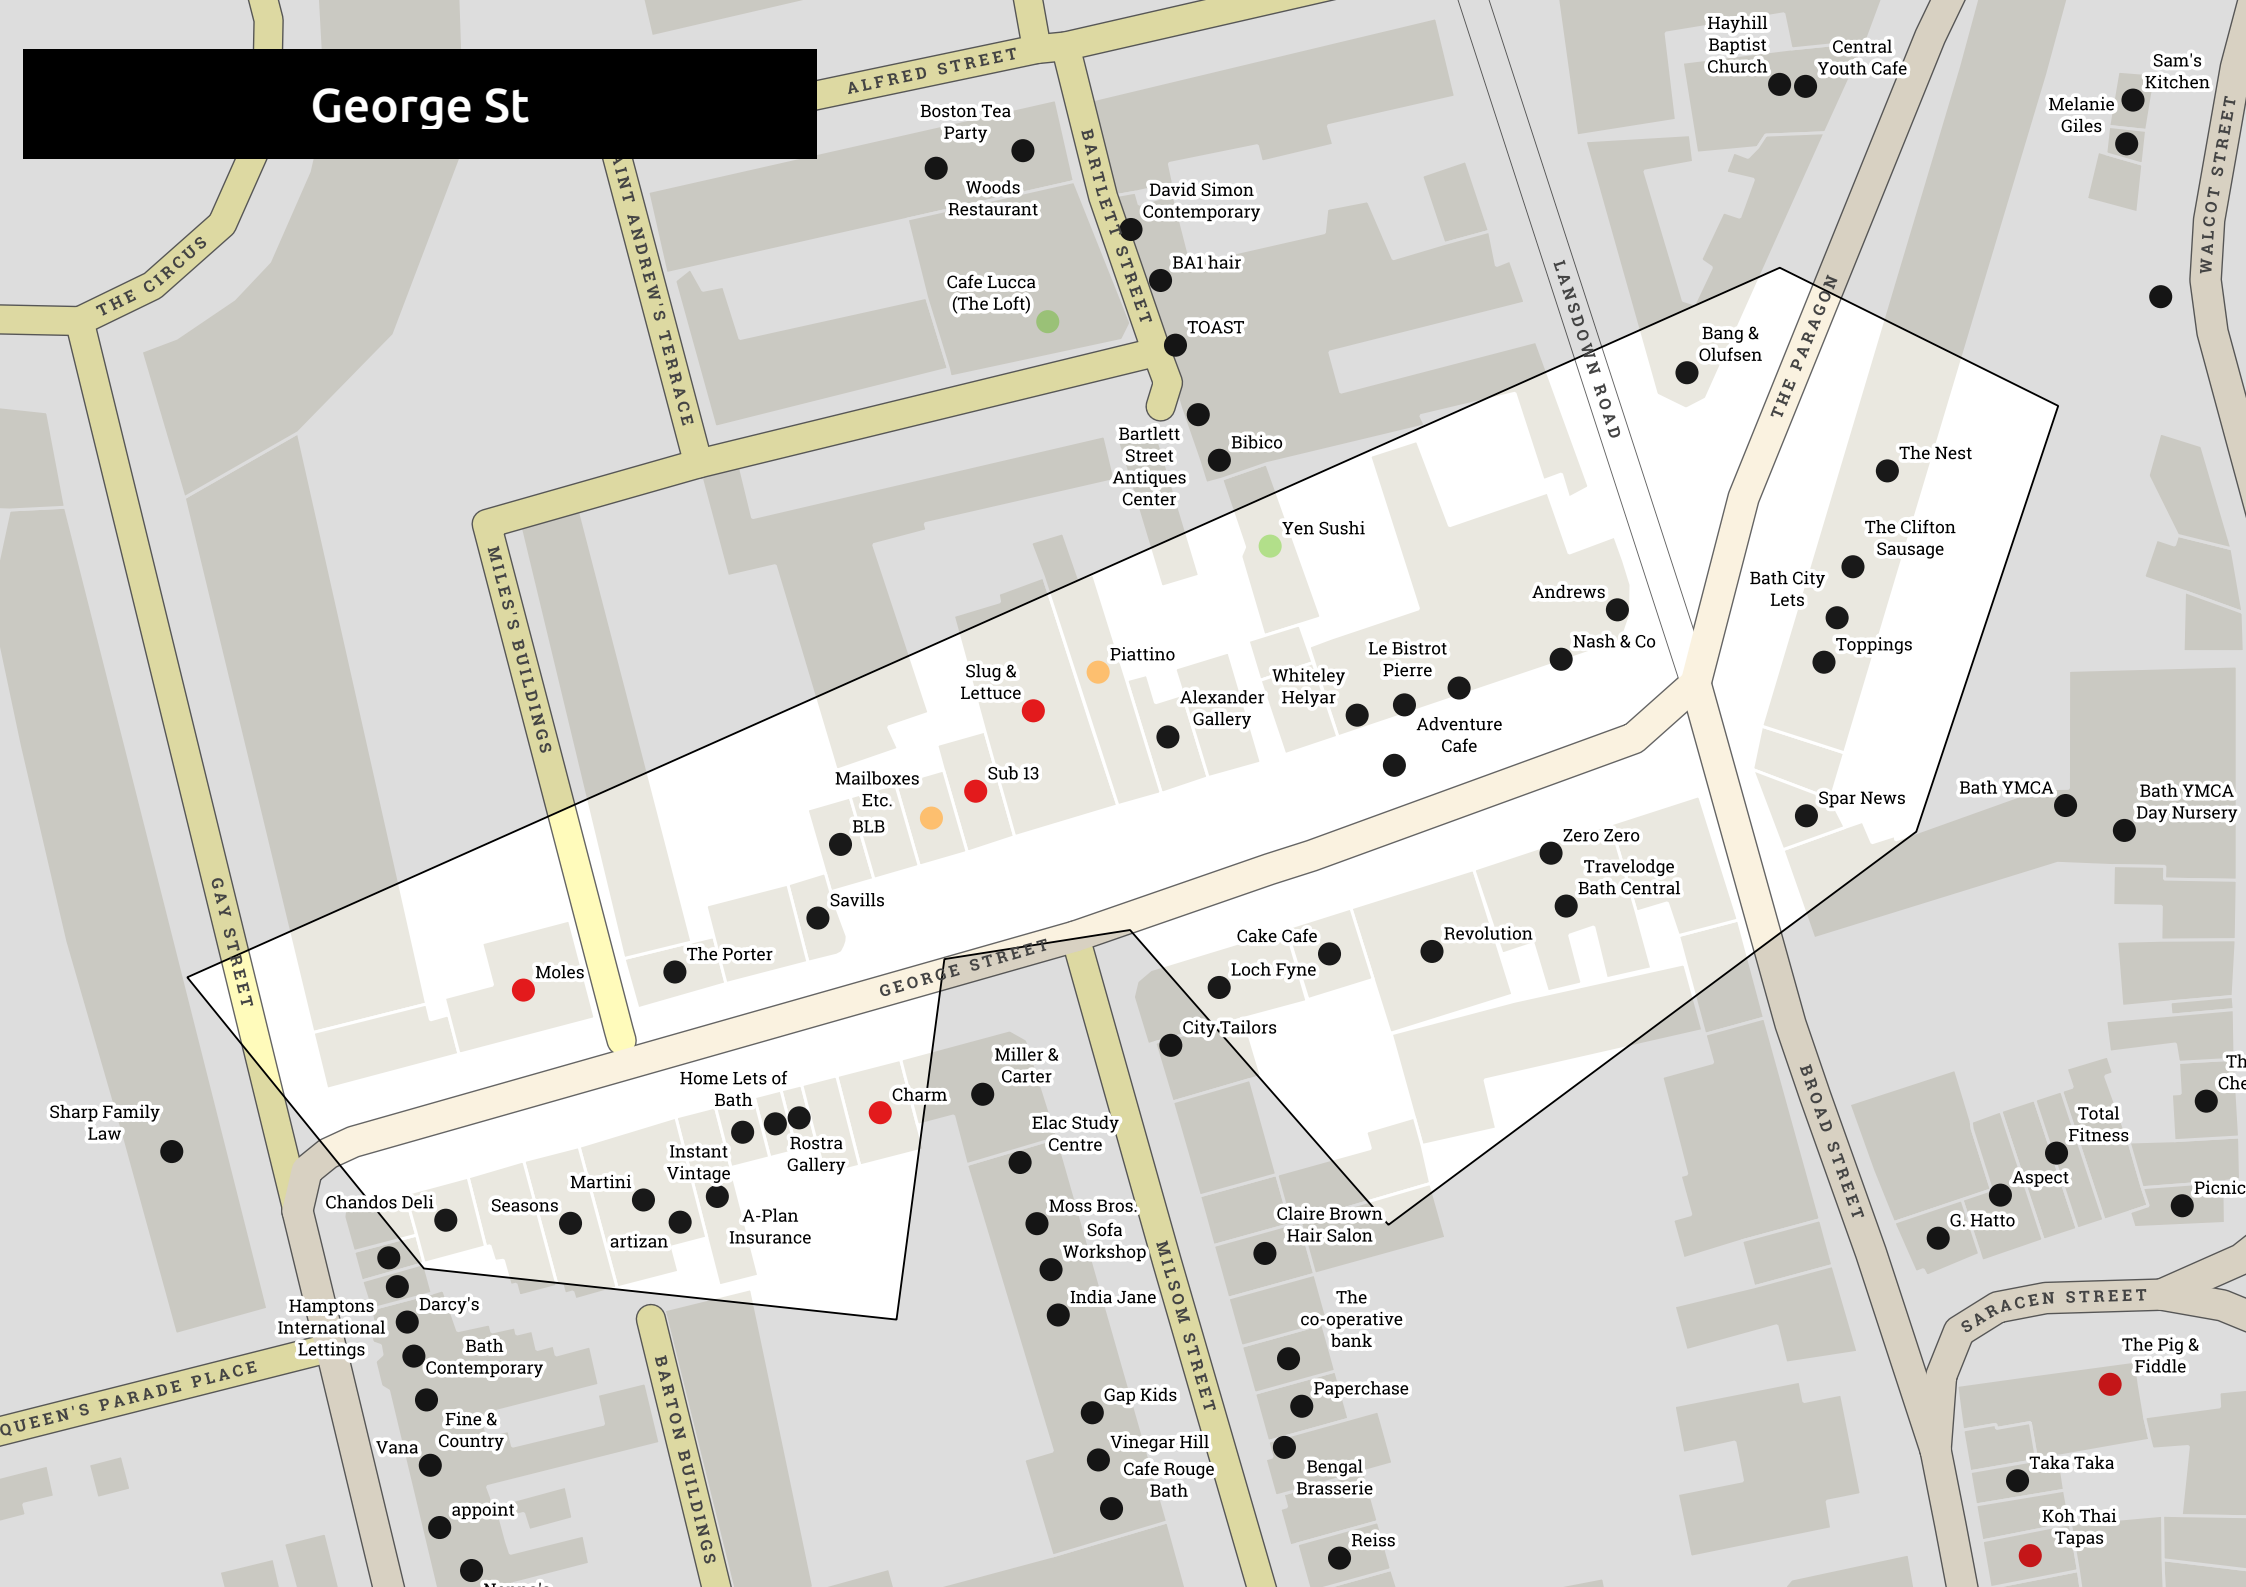 George St
ALFRED STREET
Boston Tea
Party
Woods
Restaurant
Cafe Lucca
(The Loft)
BARTLETT STREET
David Simon
Contemporary
BA1 hair
TOAST
Bartlett
Street
Antiques
Center
Bibico
THE CIRCUS
AINT ANDREW'S TERRACE
MILES'S BUILDINGS
GAY STREET
LANSDOWN ROAD
Hayhill
Baptist
Church
Central
Youth Cafe
Sam's
Kitchen
Melanie
Giles
WALCOT STREET
THE PARAGON
Bang &
Olufsen
The Nest
The Clifton
Sausage
Bath City
Lets
Toppings
Spar News
Bath YMCA
Bath YMCA
Day Nursery
Yen Sushi
Andrews
Nash & Co
Le Bistrot
Pierre
Whiteley
Helyar
Adventure
Cafe
Piattino
Alexander
Gallery
Slug &
Lettuce
Sub 13
Mailboxes
Etc.
BLB
Savills
The Porter
Moles
GEORGE STREET
Zero Zero
Travelodge
Bath Central
Revolution
Cake Cafe
Loch Fyne
City Tailors
Miller &
Carter
Charm
Home Lets of
Bath
Rostra
Gallery
Instant
Vintage
A-Plan
Insurance
Martini
artizan
Seasons
Chandos Deli
Sharp Family
Law
Elac Study
Centre
Moss Bros.
Sofa
Workshop
India Jane
Gap Kids
Vinegar Hill
Cafe Rouge
Bath
MILSOM STREET
Claire Brown
Hair Salon
The
co-operative
bank
Paperchase
Bengal
Brasserie
Reiss
BROAD STREET
Th
Che
Total
Fitness
Aspect
G. Hatto
Picnic
SARACEN STREET
The Pig &
Fiddle
Taka Taka
Koh Thai
Tapas
Hamptons
International
Lettings
Darcy's
Bath
Contemporary
Fine &
Country
Vana
appoint
QUEEN'S PARADE PLACE
BARTON BUILDINGS